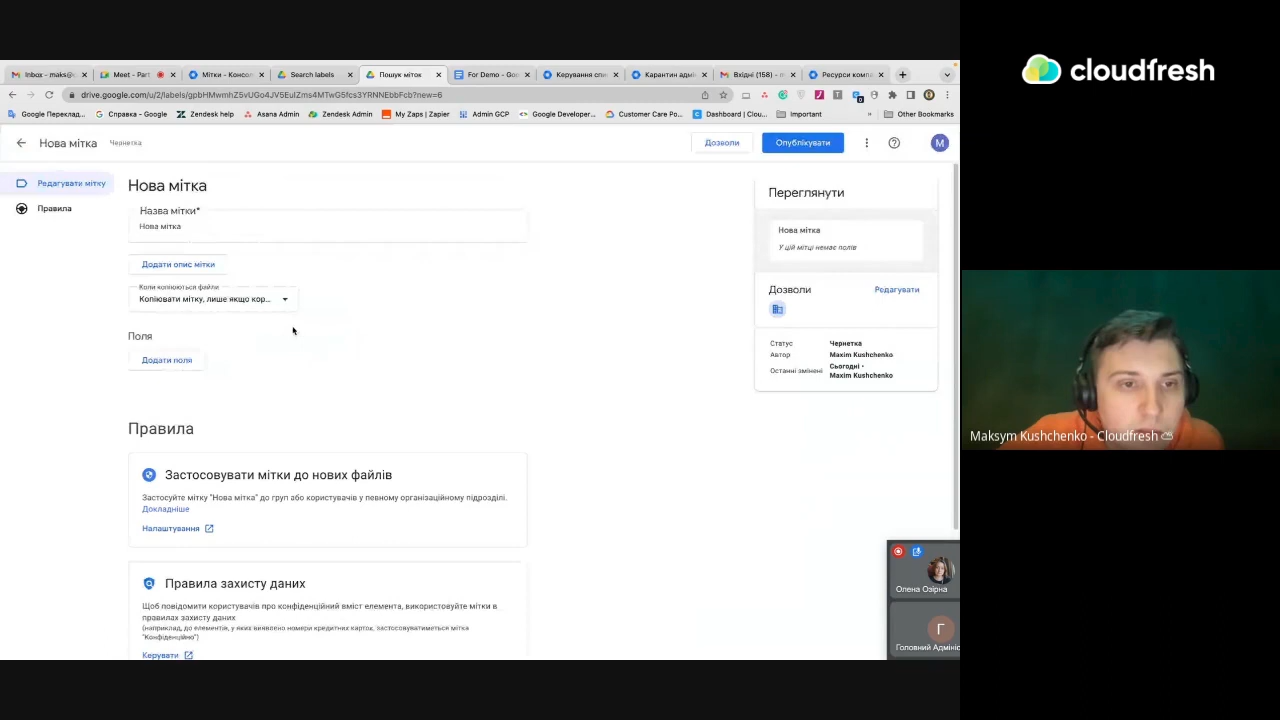 cloudfresh
Inbox - maks@
Meet - Part
Мітки - Консо
Search labels
Пошук міток
For Demo - Goo
Керування спи
Карантин адмі
Вхідні (158) - m
Ресурси комп
drive.google.com/u/2/labels/
Google Переклад...
Справка - Google
Zendesk help
Asana Admin
Zendesk Admin
My Zaps | Zapier
Admin GCP
Google Developer...
Customer Care Po...
Dashboard | Clou...
Important
»
Other Bookmarks
Нова мітка
Чернетка
Дозволи
Опублікувати
M
Редагувати мітку
Правила
Нова мітка
Назва мітки*
Нова мітка
Додати опис мітки
Коли копіюються файли
Копіювати мітку, лише якщо кор...
Поля
Додати поля
Правила
Застосовувати мітки до нових файлів
Застосуйте мітку "Нова мітка" до груп або користувачів у певному організаційному підрозділі.
Докладніше
Налаштування
Правила захисту даних
Щоб повідомити користувачів про конфіденційний вміст елемента, використовуйте мітки в
правилах захисту даних
(наприклад, до елементів, у яких виявлено номери кредитних карток, застосовуватиметься мітка
"Конфіденційно")
Керувати
Переглянути
Нова мітка
У цій мітці немає полів
Дозволи
Редагувати
Статус Чернетка
Автор Maxim Kushchenko
Останні змінені Сьогодні •
Maxim Kushchenko
Олена Озірна
Г
Головний Адмініс
Maksym Kushchenko - Cloudfresh